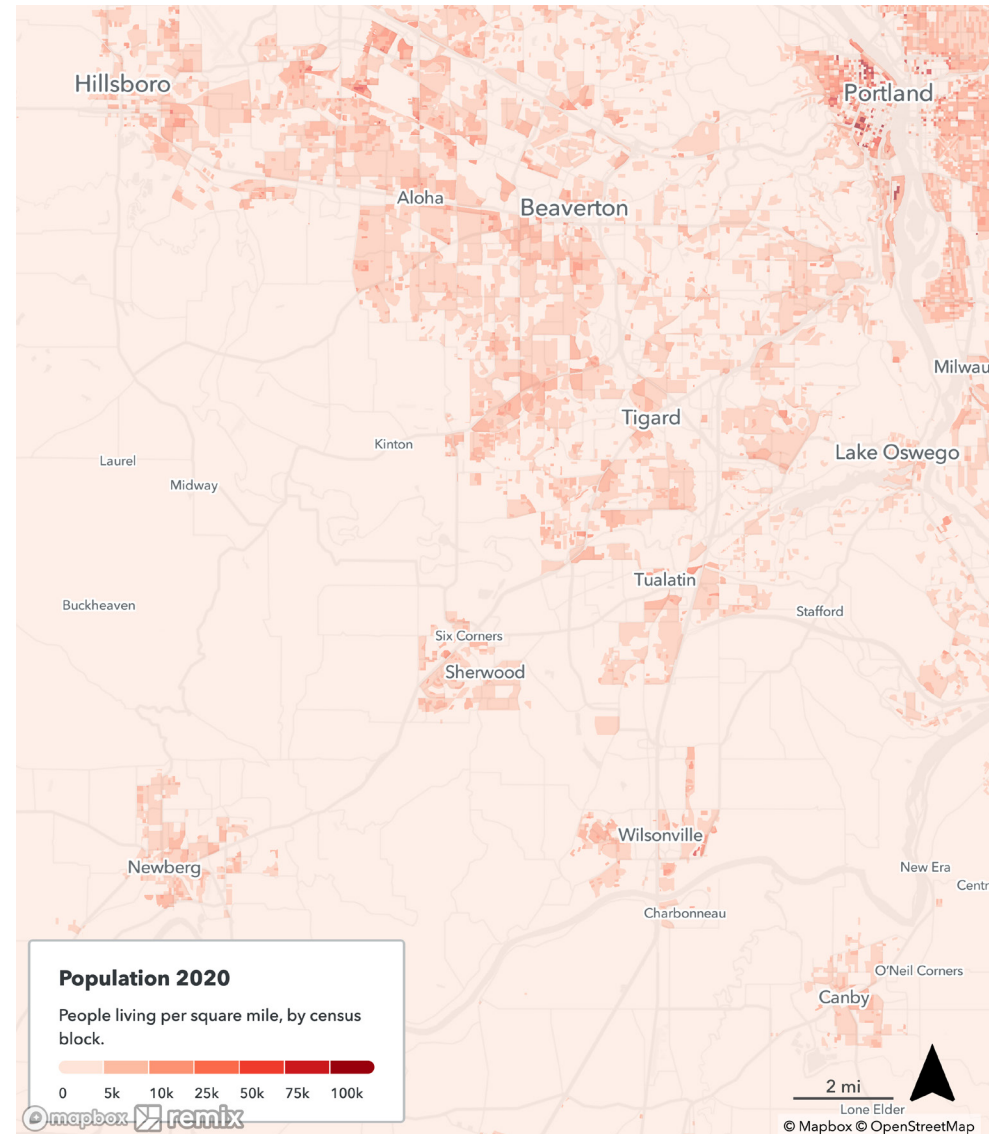 Hillsboro
Portland
Aloha
Beaverton
Milwau
Tigard
Kinton
Lake Oswego
Laurel
Midway
Tualatin
Buckheaven
Stafford
Six Corners
Sherwood
Wilsonville
Newberg
New Era
Centr
Charbonneau
Population 2020
People living per square mile, by census
block.
0 5k 10k 25k 50k 75k 100k
O'Neil Corners
Canby
2 mi
Lone Elder
mapbox remix
© Mapbox © OpenStreetMap